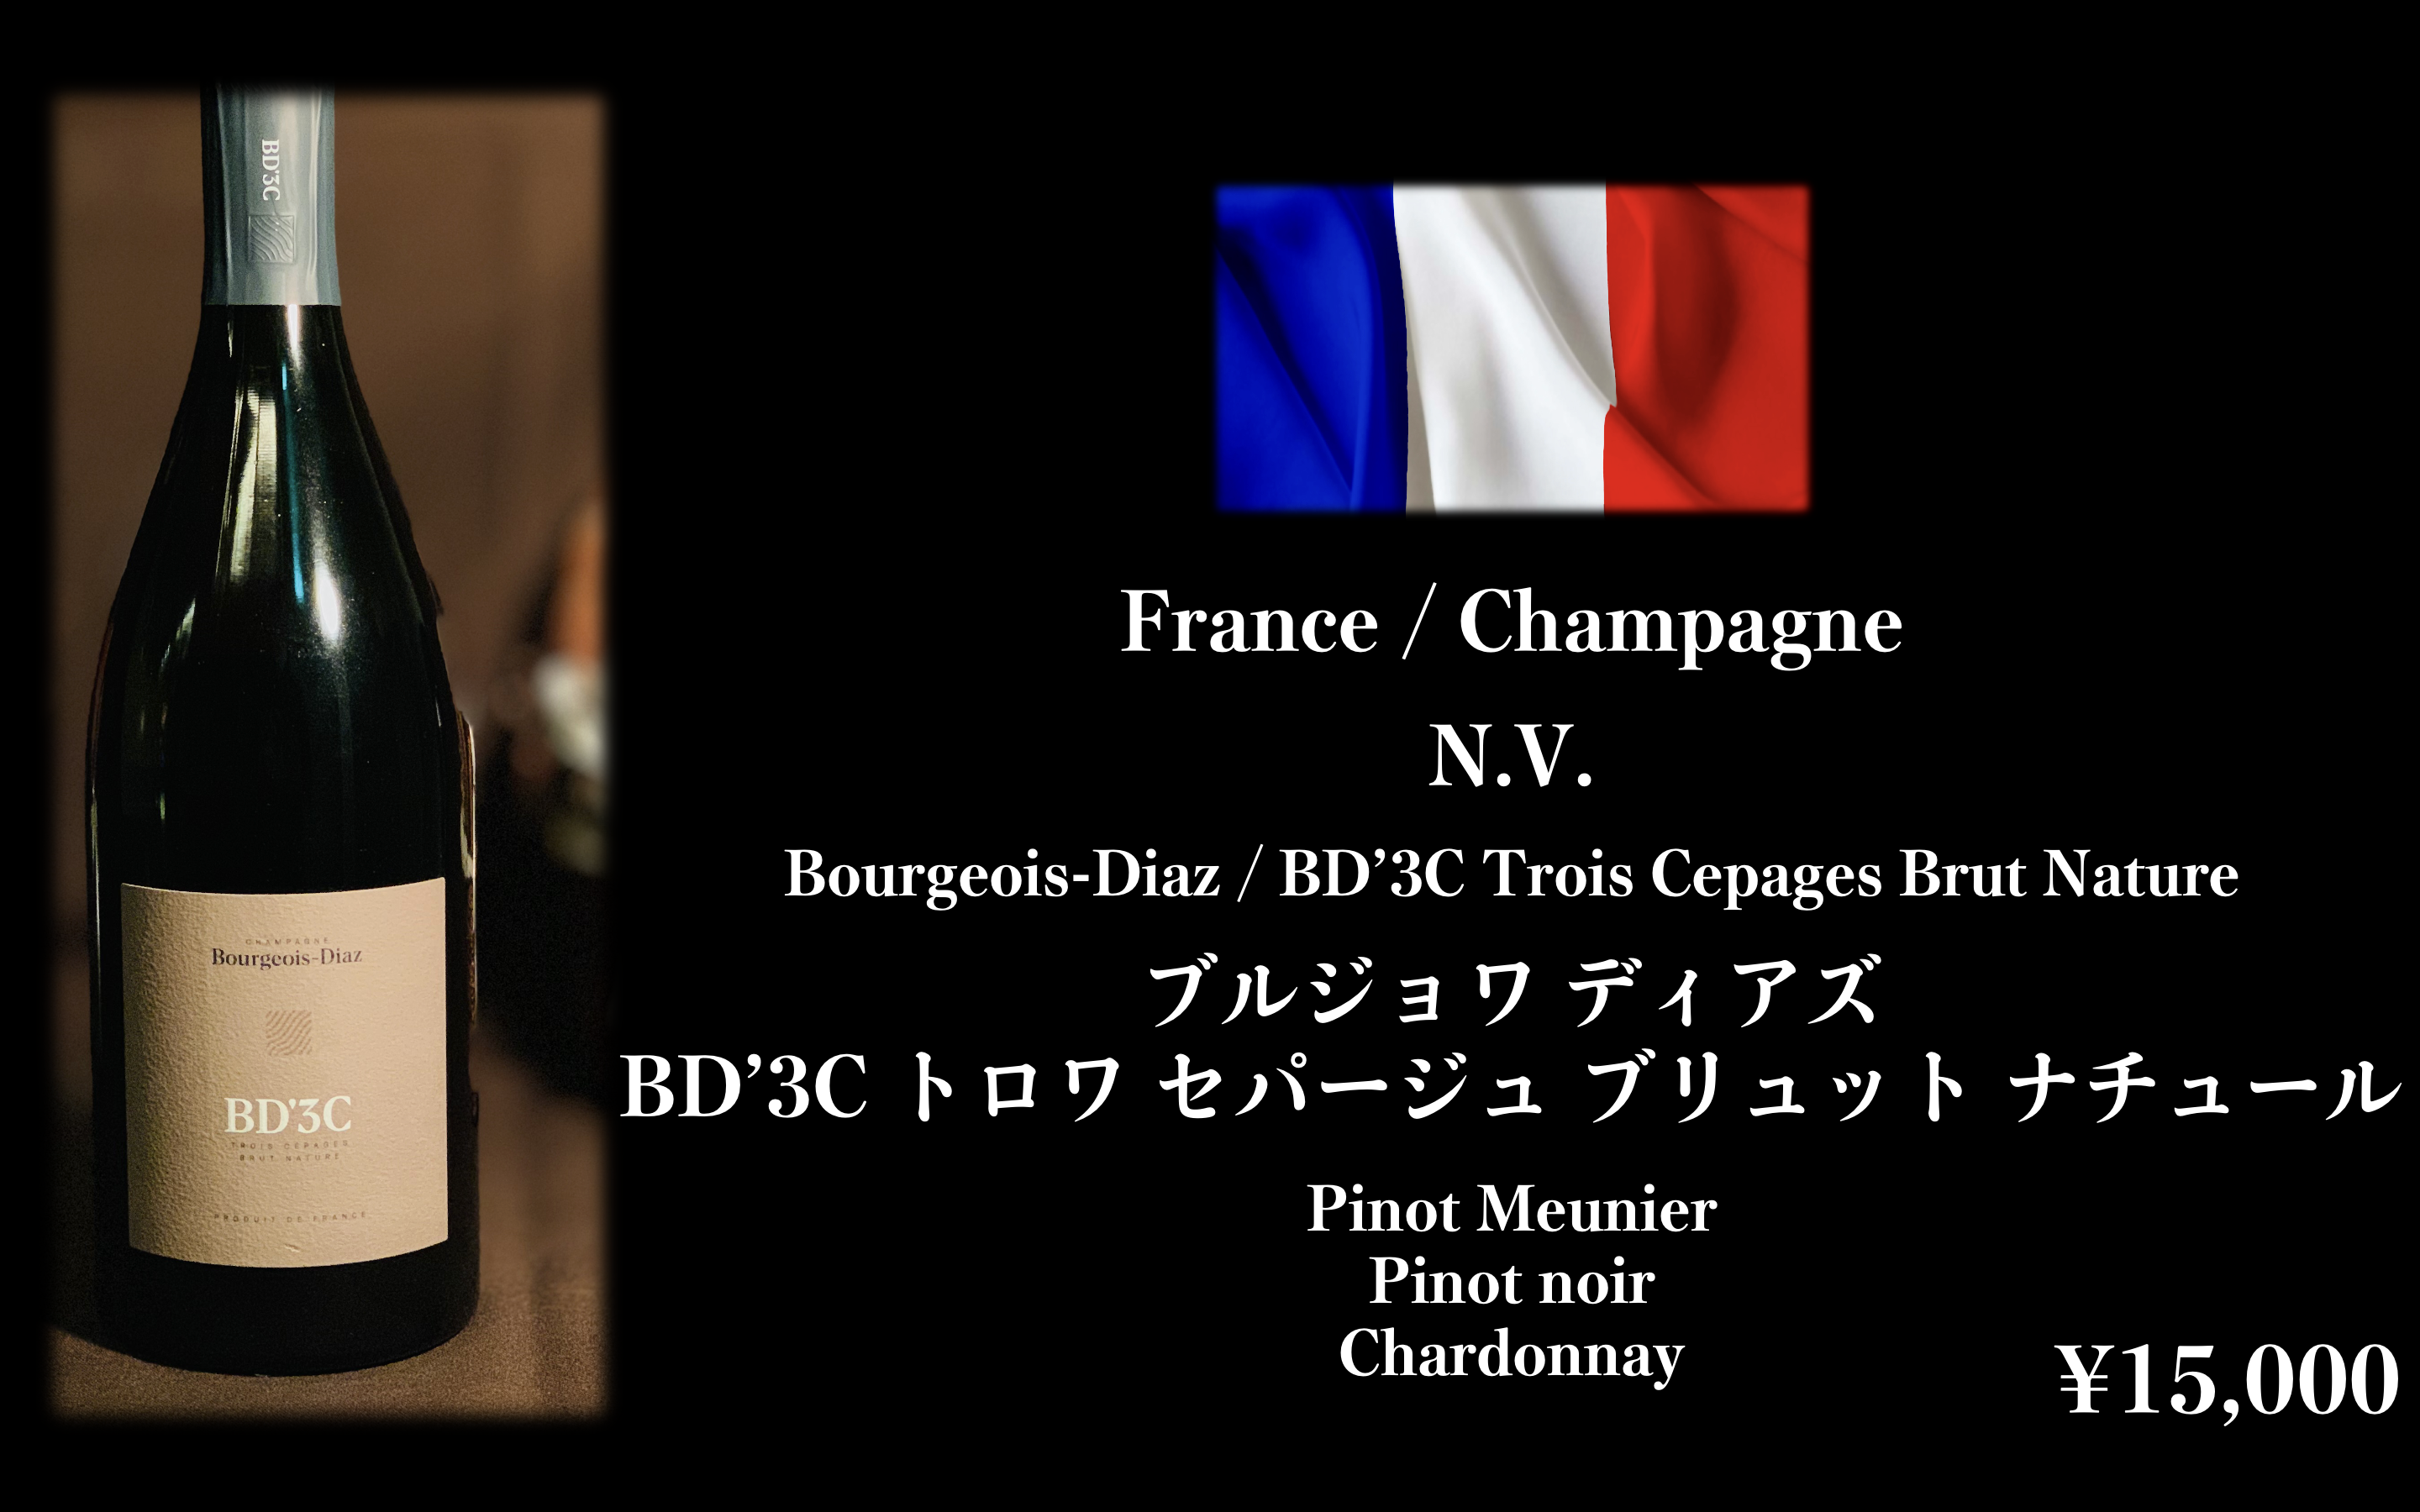 BD'3C
CHAMPAGNE
Bourgeois-Diaz
BD'3C
TROIS CEPAGES
BRUT NATURE
PRODUIT DE FRANCE
France / Champagne
N.V.
Bourgeois-Diaz / BD’3C Trois Cepages Brut Nature
ブルジョワ ディアズ
BD’3C トロワ セパージュ ブリュット ナチュール
Pinot Meunier
Pinot noir
Chardonnay
¥15,000